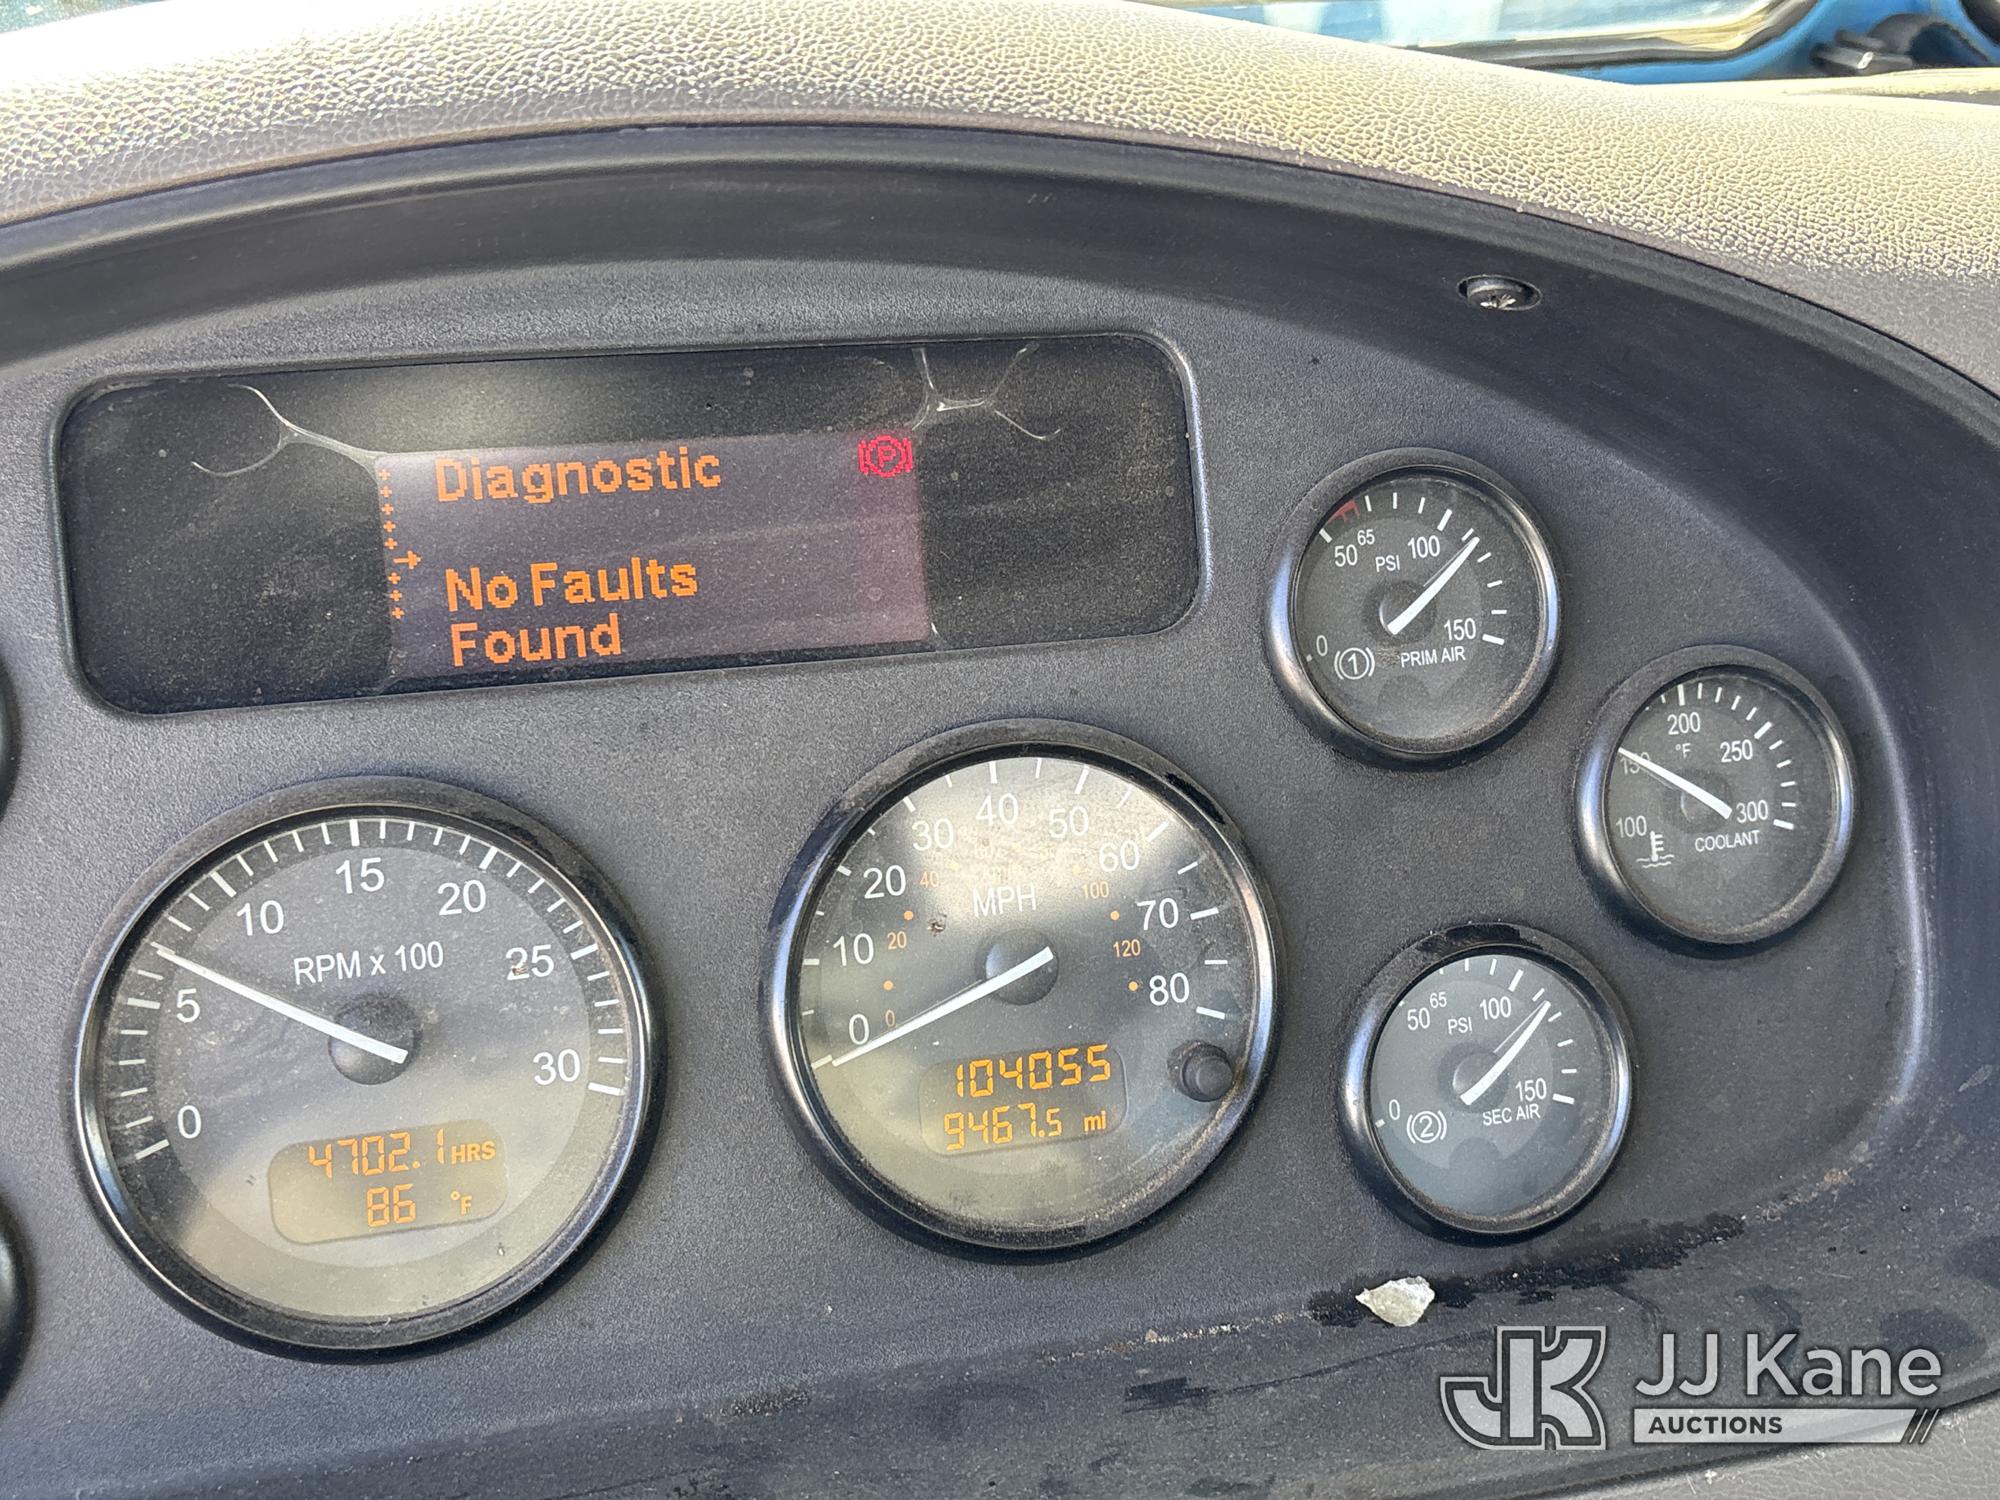 Diagnostic
P
No Faults
Found
50 65 100
PSI
0 150
1 PRIM AIR
100 150 200 250 300
°F
COOLANT
0 5 10 15 20 25 30
RPM x 100
4702.1 HRS
86 °F
0 10 20 30 40 50 60 70 80
MPH
0 20 40 100 120
104055
9467.5 mi
50 65 100
PSI
0 150
2 SEC AIR
JK JJ Kane
AUCTIONS